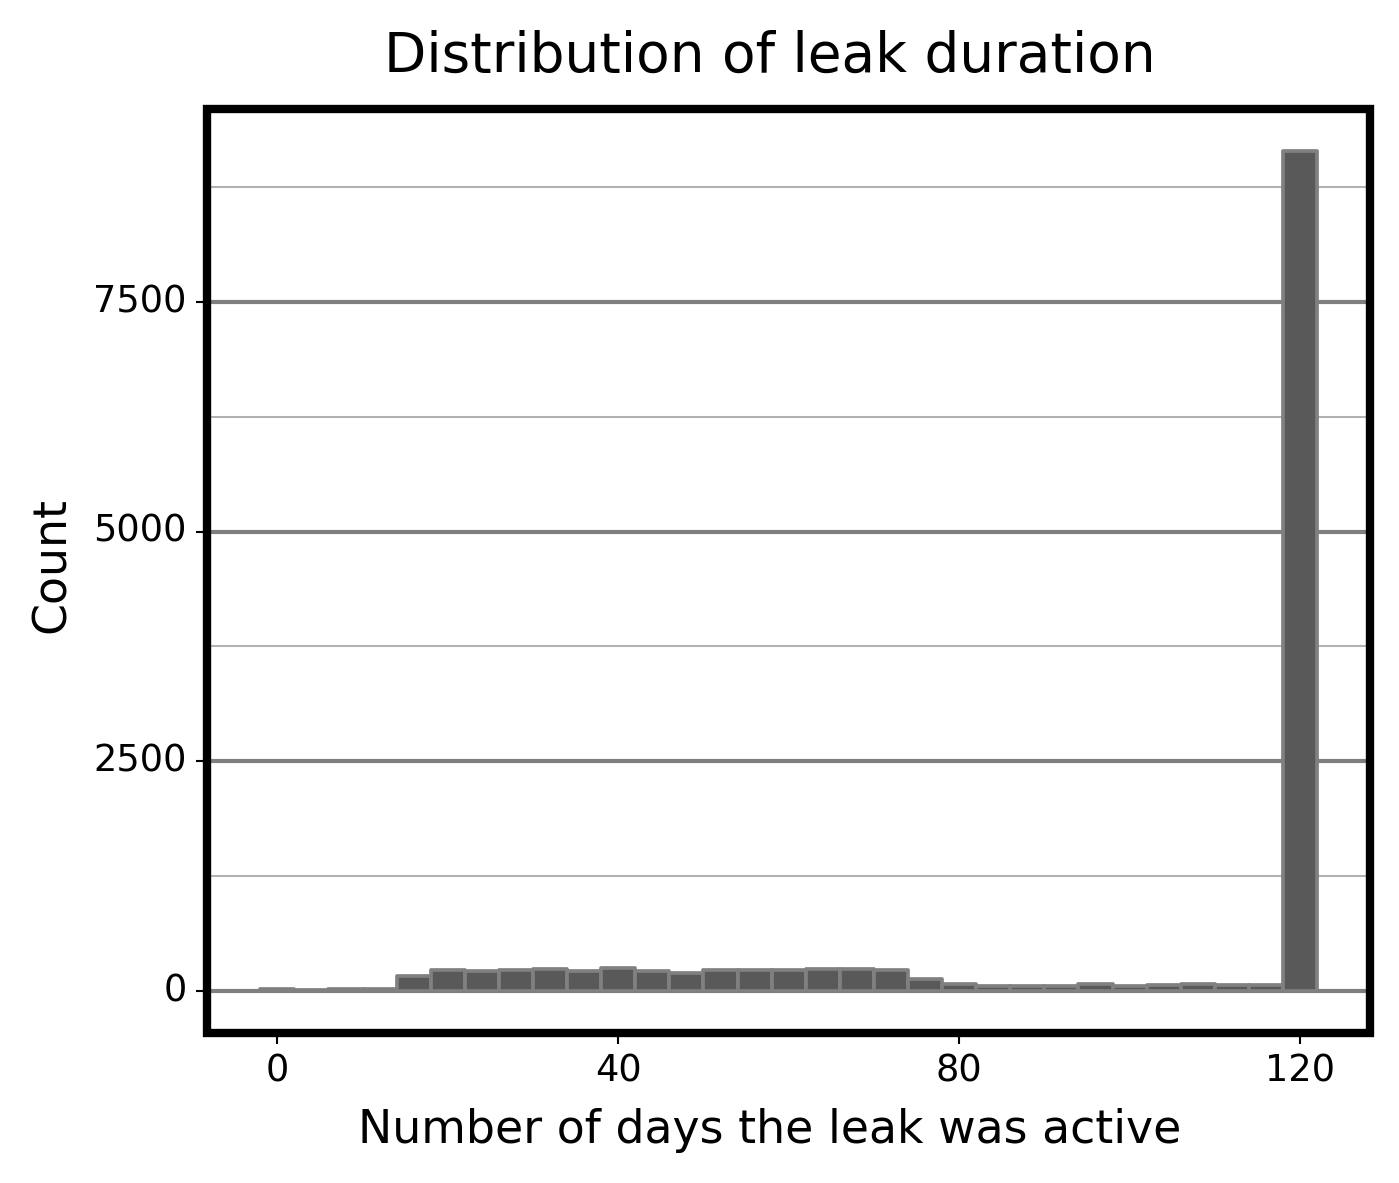 Distribution of leak duration
Count
7500
5000
2500
0
0 40 80 120
Number of days the leak was active